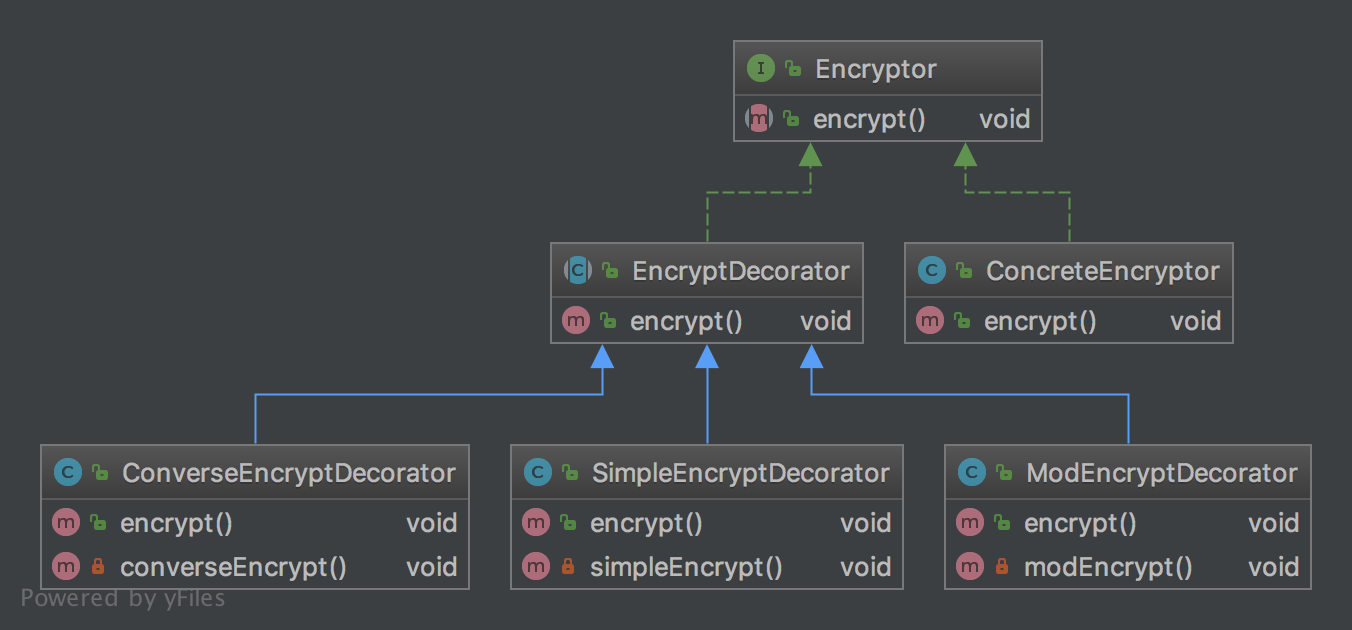 I Encryptor
m encrypt() void
C EncryptDecorator
m encrypt() void
C ConcreteEncryptor
m encrypt() void
C ConverseEncryptDecorator
m encrypt() void
m converseEncrypt() void
C SimpleEncryptDecorator
m encrypt() void
m simpleEncrypt() void
C ModEncryptDecorator
m encrypt() void
m modEncrypt() void
Powered by yFiles